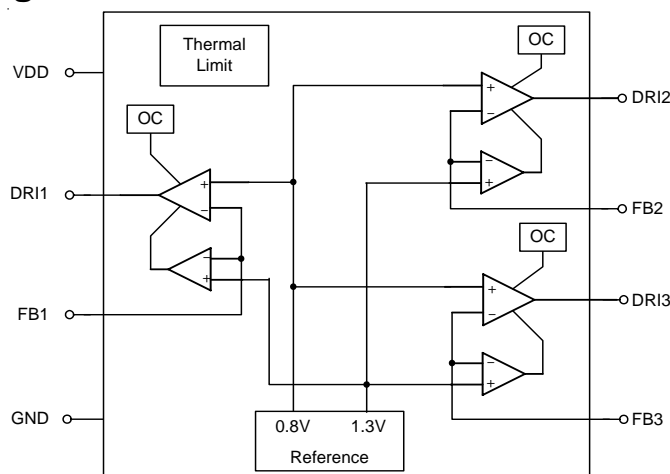 g
Thermal
Limit
OC
VDD
+
DRI2
−
OC
−
+
DRI1
+
−
FB2
OC
−
+
+
DRI3
−
FB1
−
+
0.8V 1.3V
GND
FB3
Reference